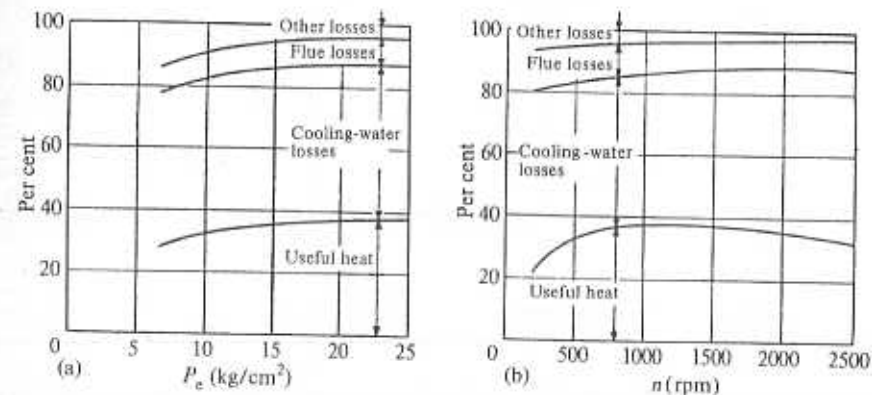 100
80
60
40
20
0
Per cent
Other losses
Flue losses
Cooling-water
losses
Useful heat
5
10
15
20
25
(a)
Pe (kg/cm²)
100
80
60
40
20
0
Per cent
Other losses
Flue losses
Cooling-water
losses
Useful heat
500
1000
1500
2000
2500
(b)
n (rpm)